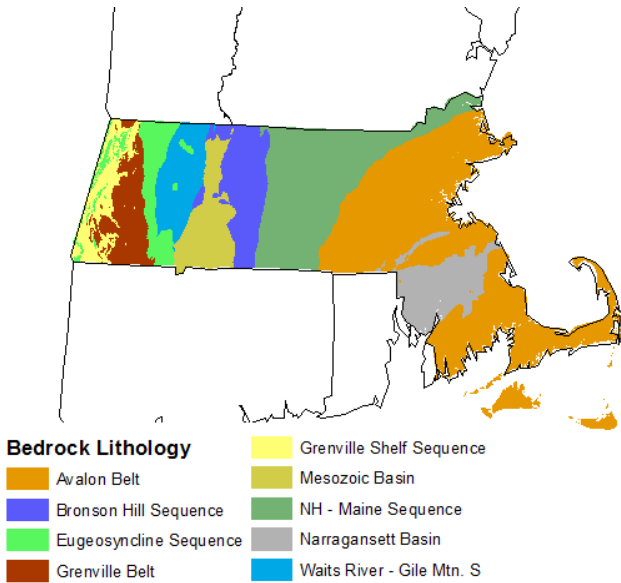 Bedrock Lithology
Avalon Belt
Bronson Hill Sequence
Eugeosyncline Sequence
Grenville Belt
Grenville Shelf Sequence
Mesozoic Basin
NH - Maine Sequence
Narragansett Basin
Waits River - Gile Mtn. S